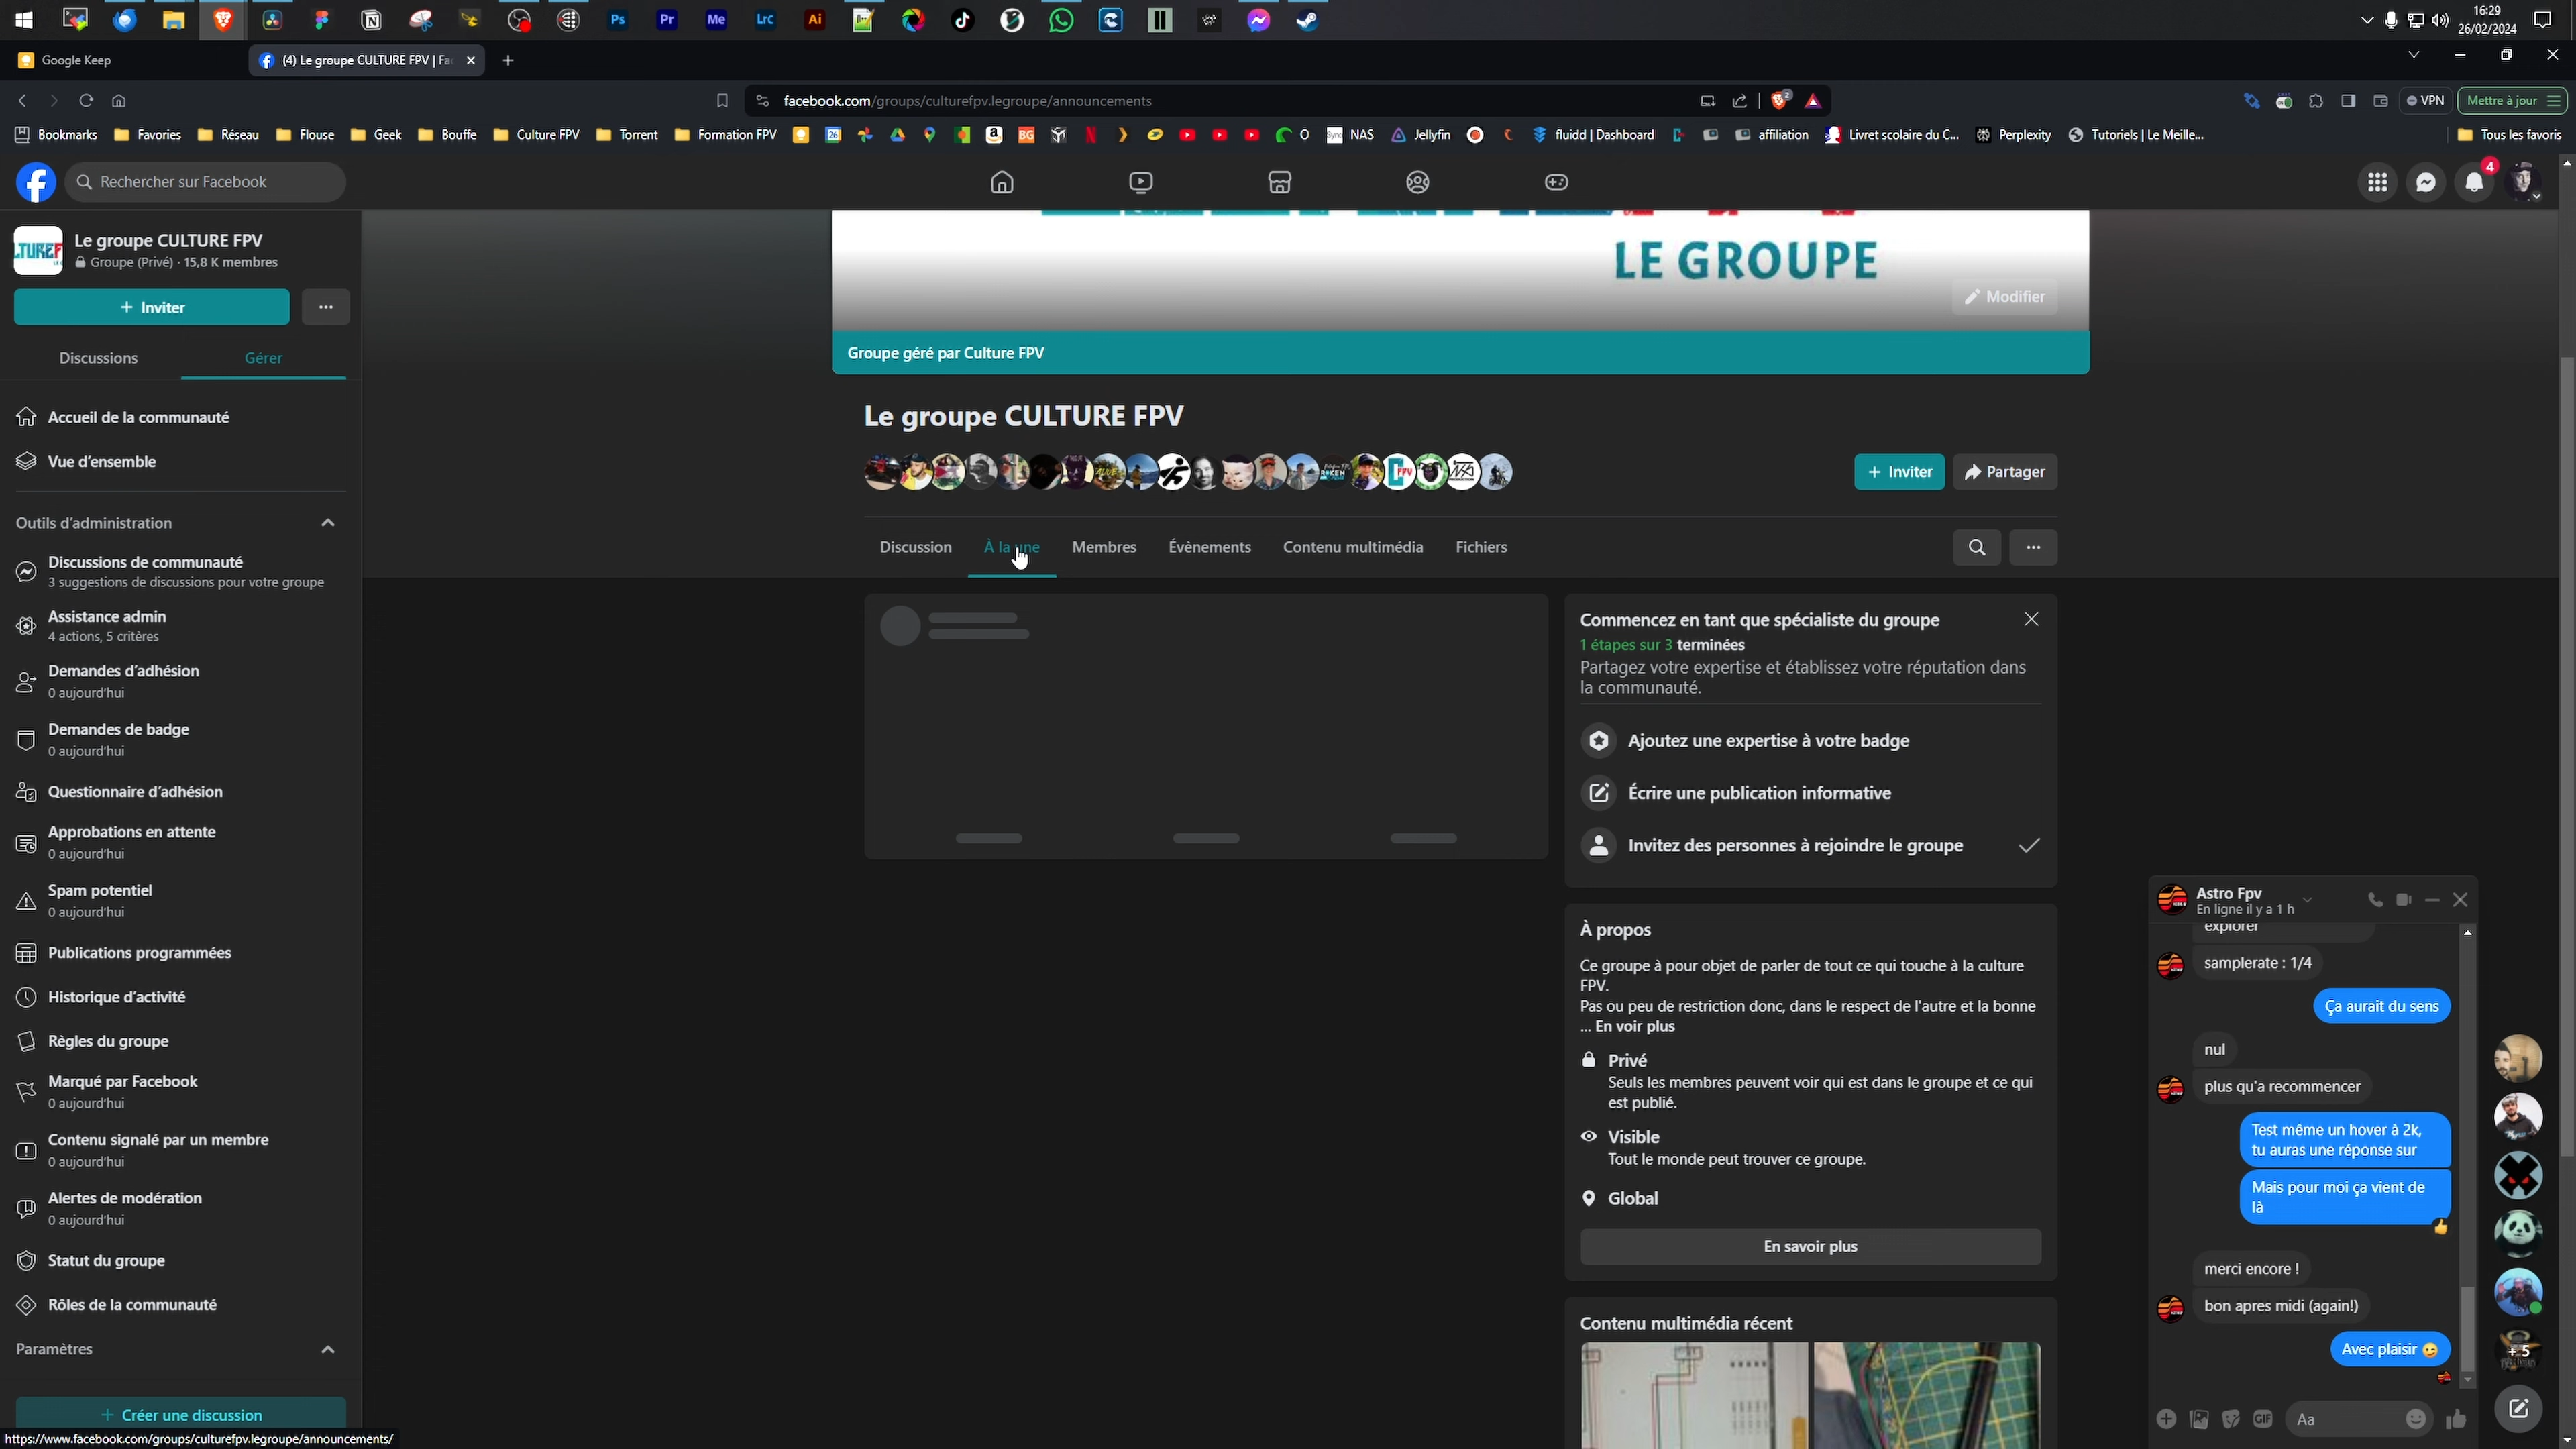 16:29
26/02/2024
Google Keep
(4) Le groupe CULTURE FPV | Fa
facebook.com/groups/culturefpv.legroupe/announcements
2
VPN
Mettre à jour
Bookmarks
Favories
Réseau
Flouse
Geek
Bouffe
Culture FPV
Torrent
Formation FPV
O
NAS
Jellyfin
fluidd | Dashboard
affiliation
Livret scolaire du C...
Perplexity
Tutoriels | Le Meille...
Tous les favoris
Rechercher sur Facebook
4
Le groupe CULTURE FPV
Groupe (Privé) · 15,8 K membres
+ Inviter
Discussions
Gérer
Accueil de la communauté
Vue d'ensemble
Outils d'administration
Discussions de communauté
3 suggestions de discussions pour votre groupe
Assistance admin
4 actions, 5 critères
Demandes d'adhésion
0 aujourd'hui
Demandes de badge
0 aujourd'hui
Questionnaire d'adhésion
Approbations en attente
0 aujourd'hui
Spam potentiel
0 aujourd'hui
Publications programmées
Historique d'activité
Règles du groupe
Marqué par Facebook
0 aujourd'hui
Contenu signalé par un membre
0 aujourd'hui
Alertes de modération
0 aujourd'hui
Statut du groupe
Rôles de la communauté
Paramètres
+ Créer une discussion
https://www.facebook.com/groups/culturefpv.legroupe/announcements/
LE GROUPE
Modifier
Groupe géré par Culture FPV
Le groupe CULTURE FPV
+ Inviter
Partager
Discussion
À la une
Membres
Évènements
Contenu multimédia
Fichiers
Commencez en tant que spécialiste du groupe
1 étapes sur 3 terminées
Partagez votre expertise et établissez votre réputation dans
la communauté.
Ajoutez une expertise à votre badge
Écrire une publication informative
Invitez des personnes à rejoindre le groupe
À propos
Ce groupe à pour objet de parler de tout ce qui touche à la culture
FPV.
Pas ou peu de restriction donc, dans le respect de l'autre et la bonne
... En voir plus
Privé
Seuls les membres peuvent voir qui est dans le groupe et ce qui
est publié.
Visible
Tout le monde peut trouver ce groupe.
Global
En savoir plus
Contenu multimédia récent
Astro Fpv
En ligne il y a 1 h
explorer
samplerate : 1/4
Ça aurait du sens
nul
plus qu'a recommencer
Test même un hover à 2k,
tu auras une réponse sur
Mais pour moi ça vient de
là
merci encore !
bon apres midi (again!)
Avec plaisir
+ 5
GIF
Aa